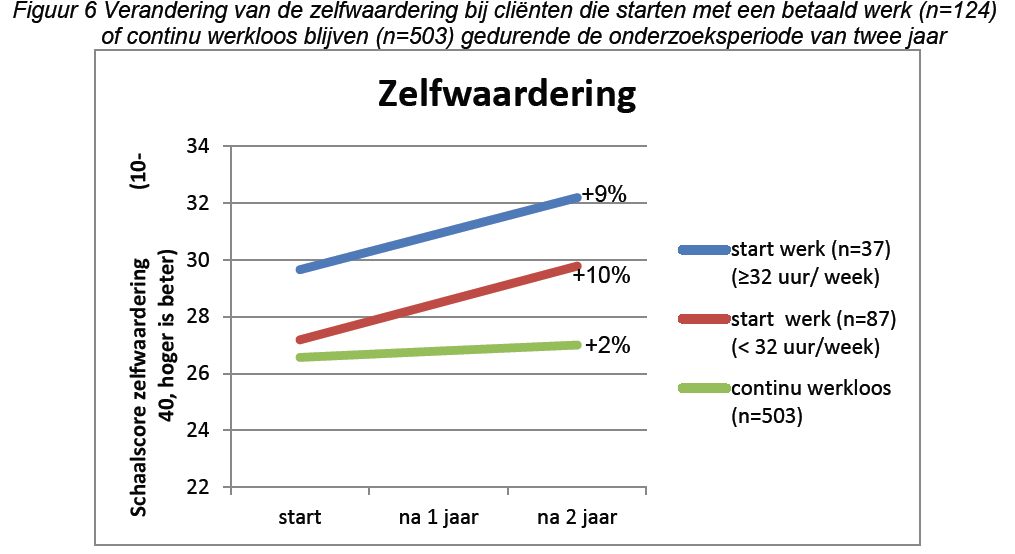 Figuur 6 Verandering van de zelfwaardering bij cliënten die starten met een betaald werk (n=124)
of continu werkloos blijven (n=503) gedurende de onderzoeksperiode van twee jaar
Zelfwaardering
Schaalscore zelfwaardering (10-
40, hoger is beter)
34
32
30
28
26
24
22
+9%
+10%
+2%
start
na 1 jaar
na 2 jaar
start werk (n=37)
(≥32 uur/ week)
start werk (n=87)
(< 32 uur/week)
continu werkloos
(n=503)